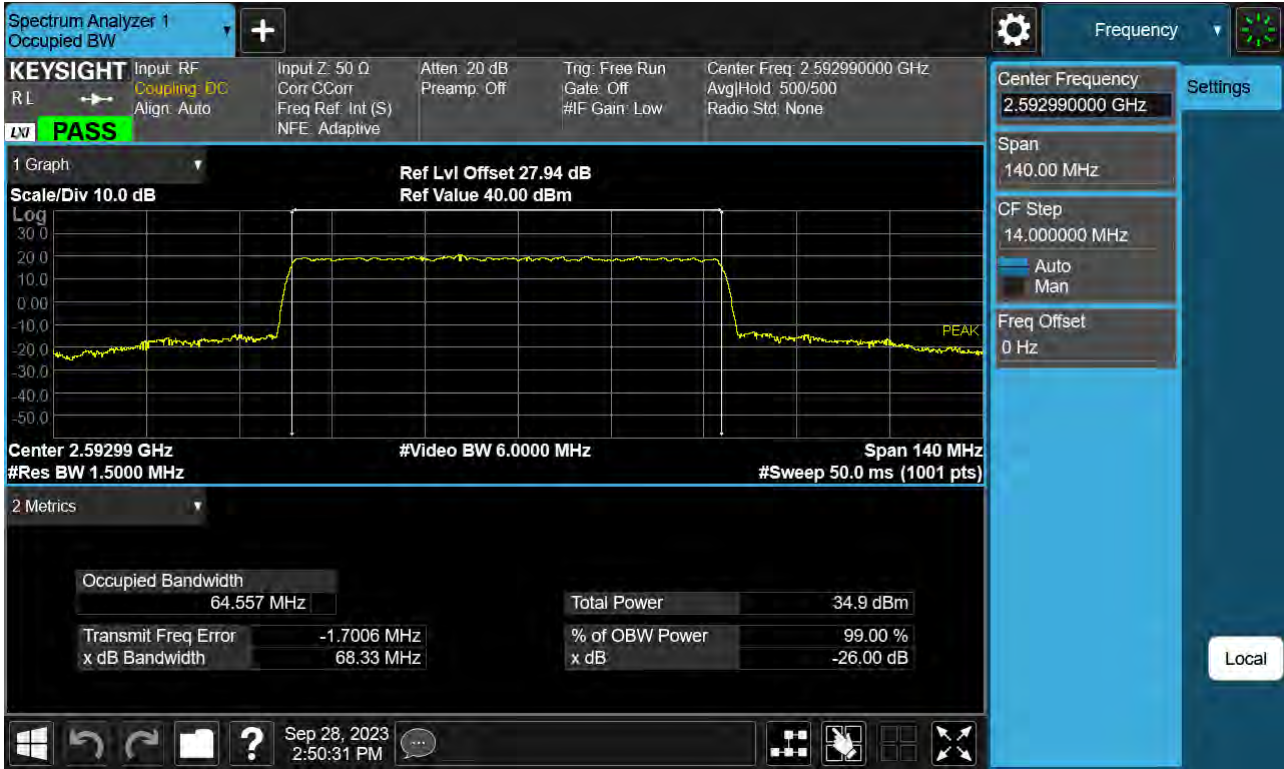 Spectrum Analyzer 1
Occupied BW
Frequency
KEYSIGHT
RL
LXI
PASS
Input: RF
Coupling: DC
Align: Auto
Input Z: 50 Ω
Corr CCorr
Freq Ref: Int (S)
NFE: Adaptive
Atten: 20 dB
Preamp: Off
Trig: Free Run
Gate: Off
#IF Gain: Low
Center Freq: 2.592990000 GHz
Avg|Hold: 500/500
Radio Std: None
Center Frequency
2.592990000 GHz
Settings
Span
140.00 MHz
CF Step
14.000000 MHz
Auto
Man
Freq Offset
0 Hz
Local
1 Graph
Scale/Div 10.0 dB
Ref Lvl Offset 27.94 dB
Ref Value 40.00 dBm
Log
30.0
20.0
10.0
0.00
-10.0
-20.0
-30.0
-40.0
-50.0
PEAK
Center 2.59299 GHz
#Video BW 6.0000 MHz
Span 140 MHz
#Res BW 1.5000 MHz
#Sweep 50.0 ms (1001 pts)
2 Metrics
Occupied Bandwidth
64.557 MHz
Total Power 34.9 dBm
Transmit Freq Error -1.7006 MHz
% of OBW Power 99.00 %
x dB Bandwidth 68.33 MHz
x dB -26.00 dB
?
Sep 28, 2023
2:50:31 PM